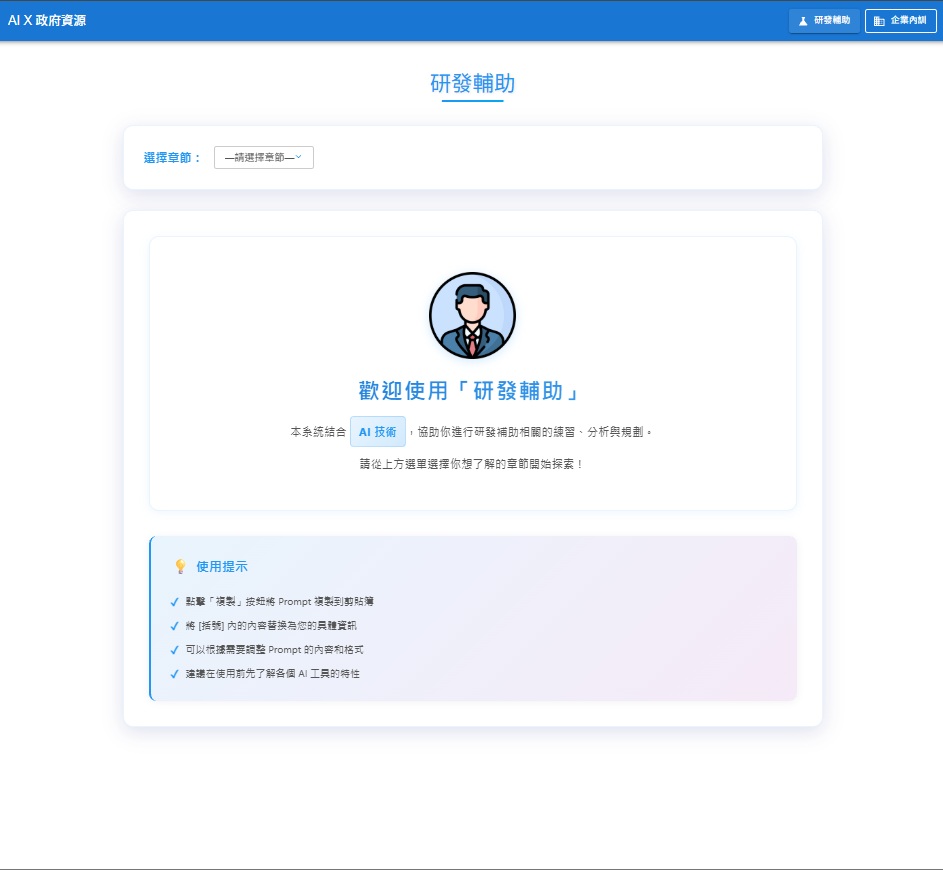 AI X 政府資源
研發輔助
企業內訓
研發輔助
選擇章節：
—請選擇章節—
歡迎使用「研發輔助」
本系統結合 AI 技術，協助你進行研發補助相關的練習、分析與規劃。
請從上方選單選擇你想了解的章節開始探索！
使用提示
點擊「複製」按鈕將 Prompt 複製到剪貼簿
將 [括號] 內的內容替換為您的具體資訊
可以根據需要調整 Prompt 的內容和格式
建議在使用前先了解各個 AI 工具的特性